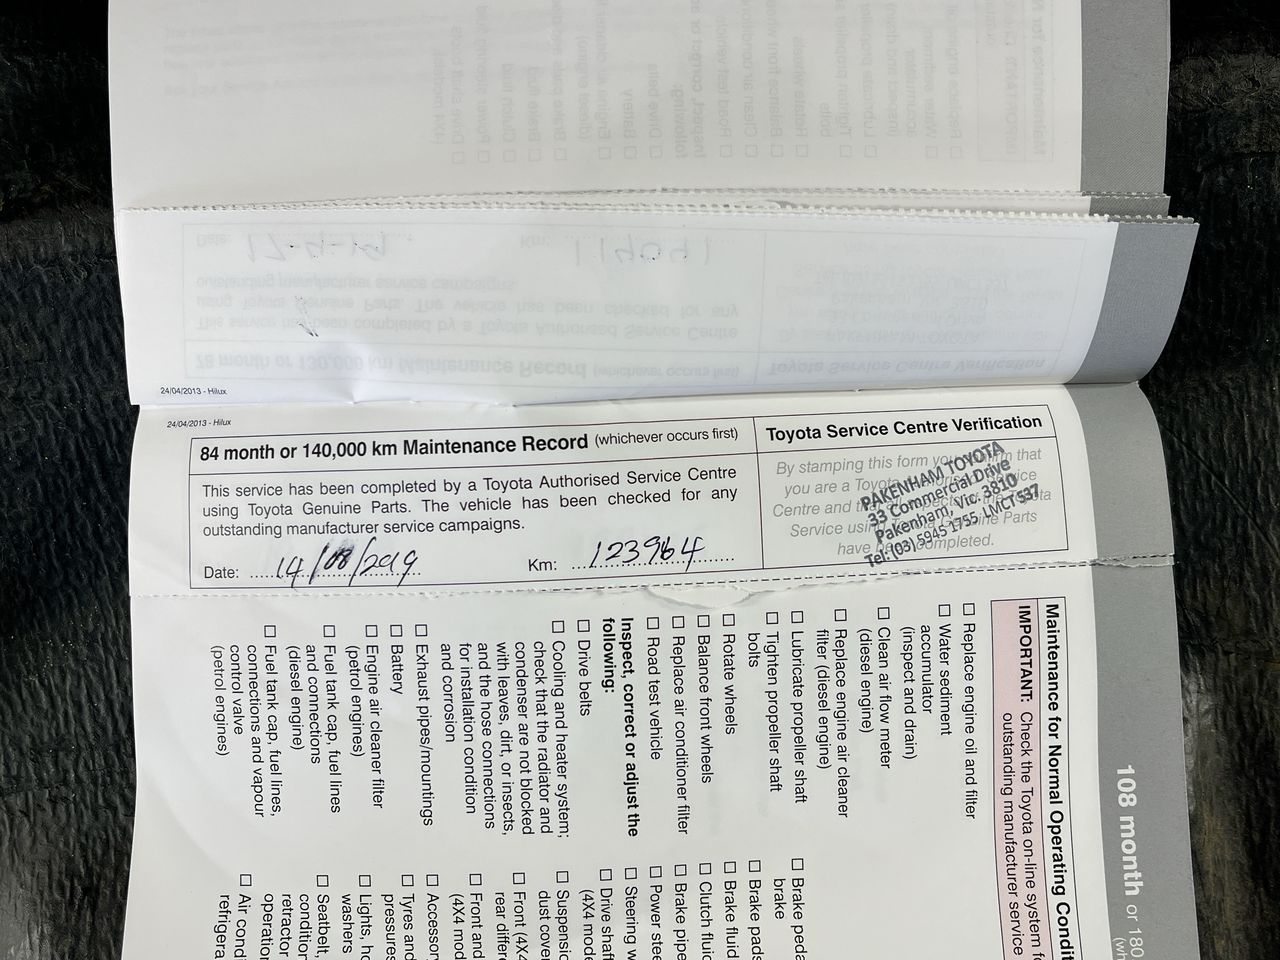 24/04/2013 - Hilux
24/04/2013 - Hilux
84 month or 140,000 km Maintenance Record (whichever occurs first)
This service has been completed by a Toyota Authorised Service Centre
using Toyota Genuine Parts. The vehicle has been checked for any
outstanding manufacturer service campaigns.
Date: 14/08/2019
Km: 123964
Toyota Service Centre Verification
By stamping this form you confirm that
you are a Toyota
Centre and
Service
have been completed.
PAKENHAM TOYOTA
33 Commercial Drive
Pakenham, Vic. 3810
Tel: (03) 5945 1755 LMCT 537
108 month or 180
Maintenance for Normal Operating Condit
IMPORTANT: Check the Toyota on-line system f
outstanding manufacturer service
☐ Replace engine oil and filter
☐ Water sediment
accumulator
(inspect and drain)
☐ Clean air flow meter
(diesel engine)
☐ Replace engine air cleaner
filter (diesel engine)
☐ Lubricate propeller shaft
☐ Tighten propeller shaft
bolts
☐ Rotate wheels
☐ Balance front wheels
☐ Replace air conditioner filter
☐ Road test vehicle
Inspect, correct or adjust the
following:
☐ Drive belts
☐ Cooling and heater system;
check that the radiator and
condenser are not blocked
with leaves, dirt, or insects,
and the hose connections
for installation condition
and corrosion
☐ Exhaust pipes/mountings
☐ Battery
☐ Engine air cleaner filter
(petrol engines)
☐ Fuel tank cap, fuel lines
and connections
(diesel engine)
☐ Fuel tank cap, fuel lines,
connections and vapour
control valve
(petrol engines)
☐ Brake peda
brake
☐ Brake pads
☐ Brake fluid
☐ Clutch fluid
☐ Brake pipe
☐ Power stee
☐ Steering w
☐ Drive shaft
(4X4 mode
☐ Suspensio
dust cover
☐ Front (4X4
rear differe
☐ Front and
(4X4 mod
☐ Accessor
☐ Tyres and
pressures
☐ Lights, ho
washers
☐ Seatbelt,
condition
retractor
operation
☐ Air condi
refrigera